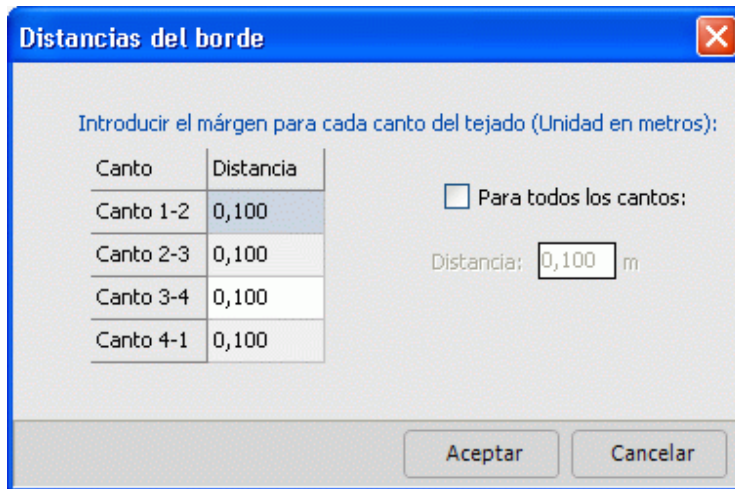 Distancias del borde
Introducir el márgen para cada canto del tejado (Unidad en metros):
Canto Distancia
Canto 1-2 0,100
Canto 2-3 0,100
Canto 3-4 0,100
Canto 4-1 0,100
Para todos los cantos:
Distancia: 0,100 m
Aceptar Cancelar